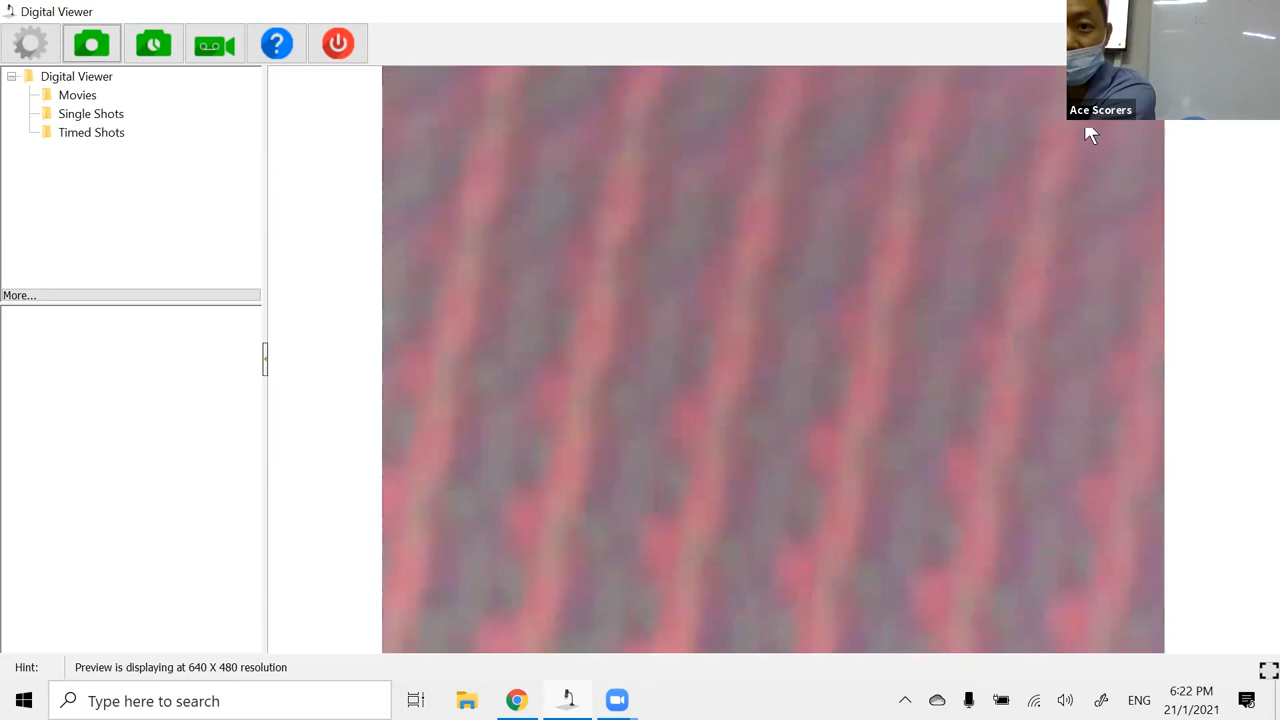 Digital Viewer
Ace Scorers
Digital Viewer
Movies
Single Shots
Timed Shots
More...
Hint:
Preview is displaying at 640 X 480 resolution
Type here to search
ENG
6:22 PM
21/1/2021